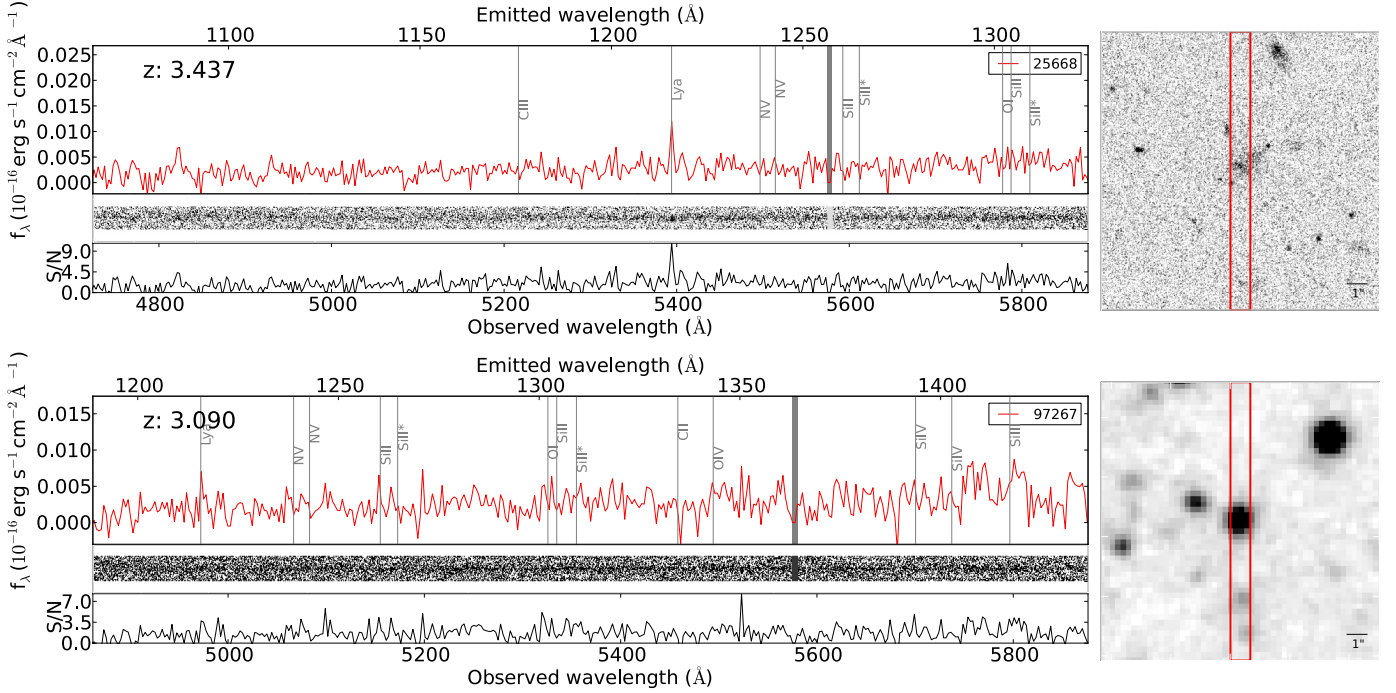 Emitted wavelength (Å)
1100 1150 1200 1250 1300
z: 3.437
25668
CIII Lya NV NV SiII SiII* OI SiII SiII*
f_λ (10⁻¹⁶ erg s⁻¹ cm⁻² Å⁻¹)
0.025
0.020
0.015
0.010
0.005
0.000
S/N
9.0
4.5
0.0
4800 5000 5200 5400 5600 5800
Observed wavelength (Å)
1"
Emitted wavelength (Å)
1200 1250 1300 1350 1400
z: 3.090
97267
Lya NV NV SiII SiII* OI SiII SiII* CII OIV SiIV SiIV SiIII
f_λ (10⁻¹⁶ erg s⁻¹ cm⁻² Å⁻¹)
0.015
0.010
0.005
0.000
S/N
7.0
3.5
0.0
5000 5200 5400 5600 5800
Observed wavelength (Å)
1"